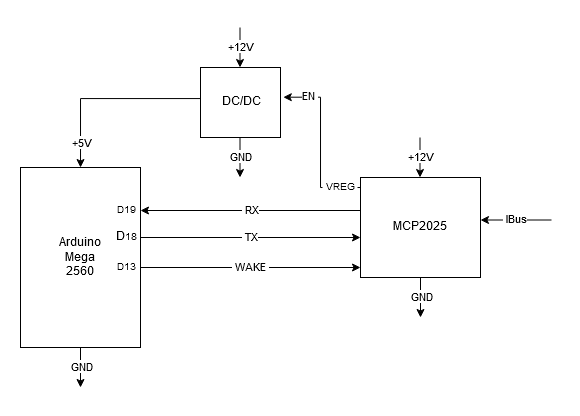 +12V
DC/DC
EN
+5V
GND
+12V
VREG
D19
RX
MCP2025
IBus
D18
TX
Arduino
Mega
2560
D13
WAKE
GND
GND